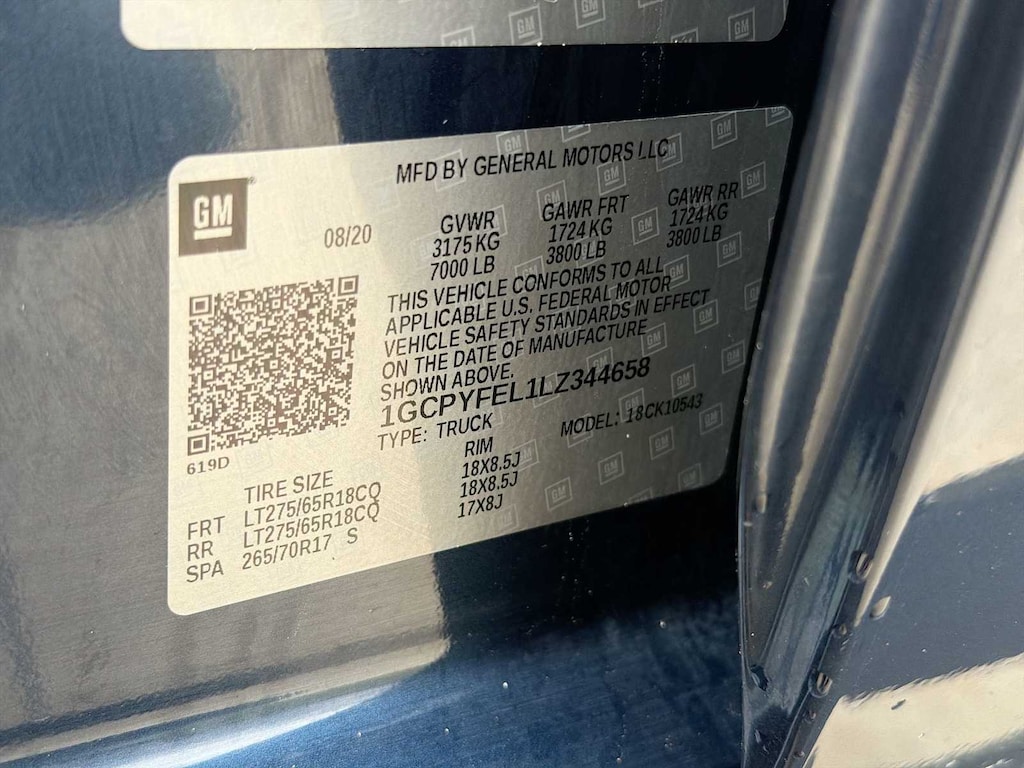 MFD BY GENERAL MOTORS LLC
GM
08/20
GVWR GAWR FRT GAWR RR
3175 KG 1724 KG 1724 KG
7000 LB 3800 LB 3800 LB
THIS VEHICLE CONFORMS TO ALL
APPLICABLE U.S. FEDERAL MOTOR
VEHICLE SAFETY STANDARDS IN EFFECT
ON THE DATE OF MANUFACTURE
SHOWN ABOVE.
1GCPYFEL1LZ344658
TYPE: TRUCK MODEL: 18CK10543
619D
TIRE SIZE RIM
FRT LT275/65R18CQ 18X8.5J
RR LT275/65R18CQ 18X8.5J
SPA 265/70R17 S 17X8J